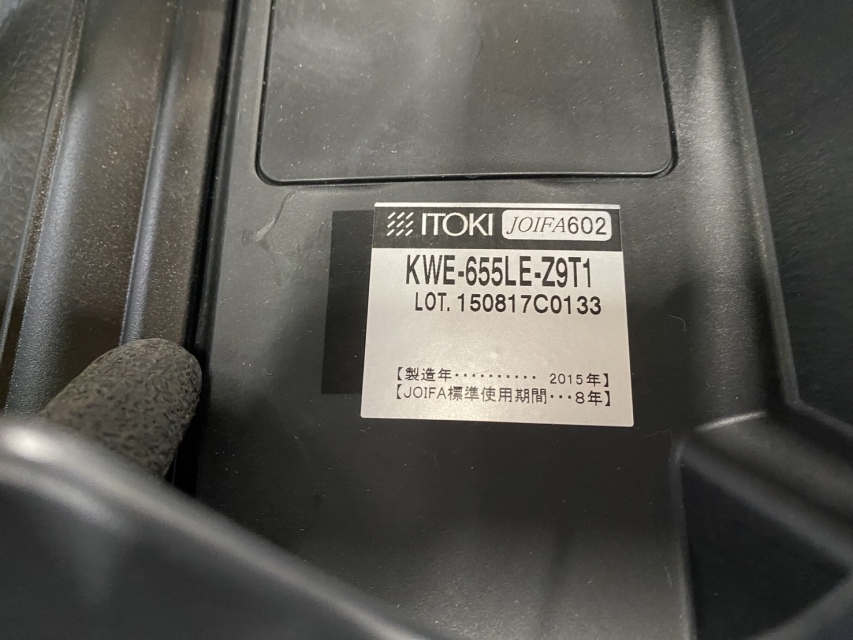 ITOKI JOIFA602
KWE-655LE-Z9T1
LOT. 150817C0133
【製造年・・・・・・・・・・ 2015年】
【JOIFA標準使用期間・・・8年】